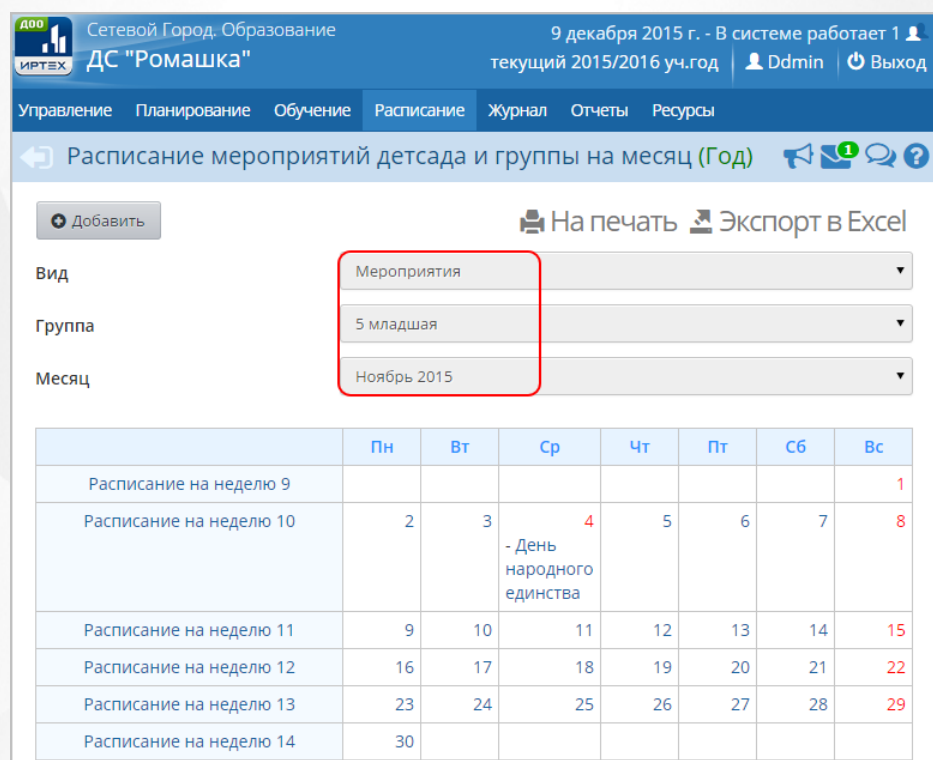 ДОО
ИРТЕХ
Сетевой Город. Образование
ДС "Ромашка"
9 декабря 2015 г. - В системе работает 1
текущий 2015/2016 уч.год Ddmin Выход
Управление Планирование Обучение Расписание Журнал Отчеты Ресурсы
Расписание мероприятий детсада и группы на месяц (Год) 1 ?
Добавить На печать Экспорт в Excel
Вид Мероприятия
Группа 5 младшая
Месяц Ноябрь 2015
Пн Вт Ср Чт Пт Сб Вс
Расписание на неделю 9 1
Расписание на неделю 10 2 3 4 5 6 7 8
- День
народного
единства
Расписание на неделю 11 9 10 11 12 13 14 15
Расписание на неделю 12 16 17 18 19 20 21 22
Расписание на неделю 13 23 24 25 26 27 28 29
Расписание на неделю 14 30